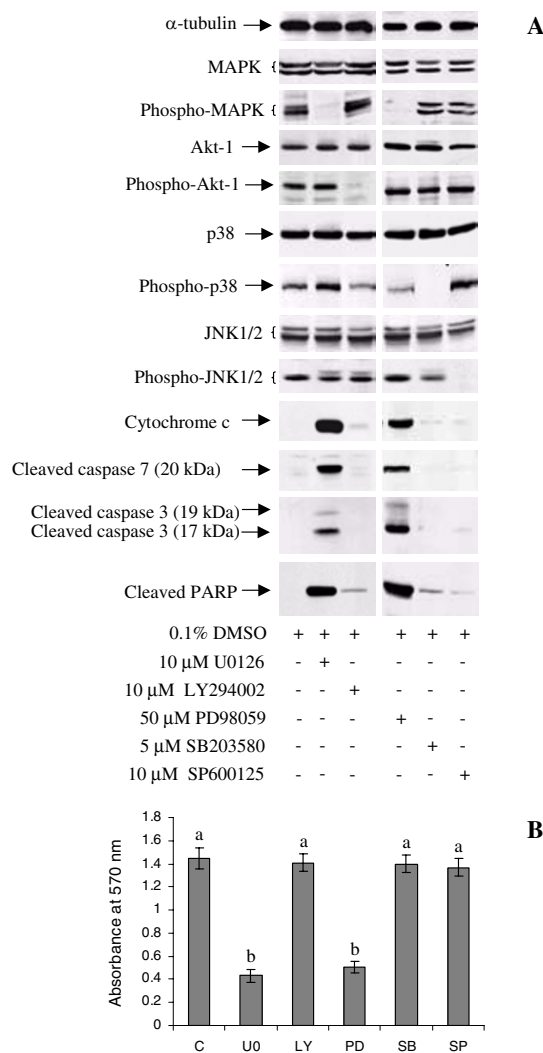 A
α-tubulin
MAPK {
Phospho-MAPK {
Akt-1
Phospho-Akt-1
p38
Phospho-p38
JNK1/2 {
Phospho-JNK1/2 {
Cytochrome c
Cleaved caspase 7 (20 kDa)
Cleaved caspase 3 (19 kDa)
Cleaved caspase 3 (17 kDa)
Cleaved PARP
0.1% DMSO + + + + + +
10 µM U0126 - + - - - -
10 µM LY294002 - - + - - -
50 µM PD98059 - - - + - -
5 µM SB203580 - - - - + -
10 µM SP600125 - - - - - +
B
Absorbance at 570 nm
1.8
1.6
1.4
1.2
1
0.8
0.6
0.4
0.2
0
a b a b a a
C U0 LY PD SB SP